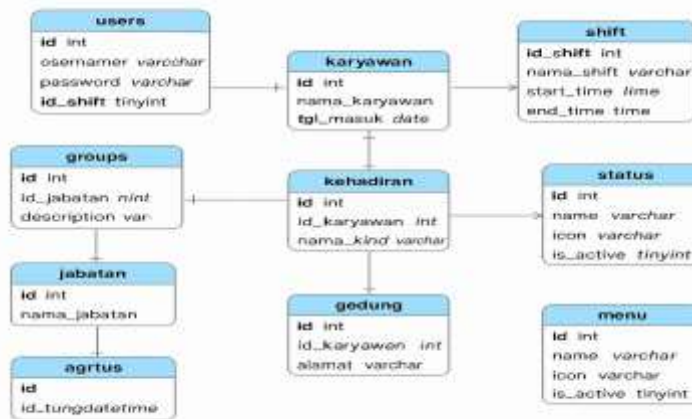 users
id int
osernamer varcchar
password varchar
id_shift tinyint
karyawan
id int
nama_karyawan
tgl_masuk date
shift
id_shift int
nama_shift varchar
start_time lime
end_time time
groups
id int
id_jabatan nint
description var
kehadiran
id int
id_karyawan int
nama_kind varchar
status
id int
name varchar
icon varchar
is_active tinyint
jabatan
id int
nama_jabatan
gedung
id int
id_karyawan int
alamat varchar
menu
id int
name varchar
icon varchar
is_active tinyint
agrtus
id
id_tungdatetime